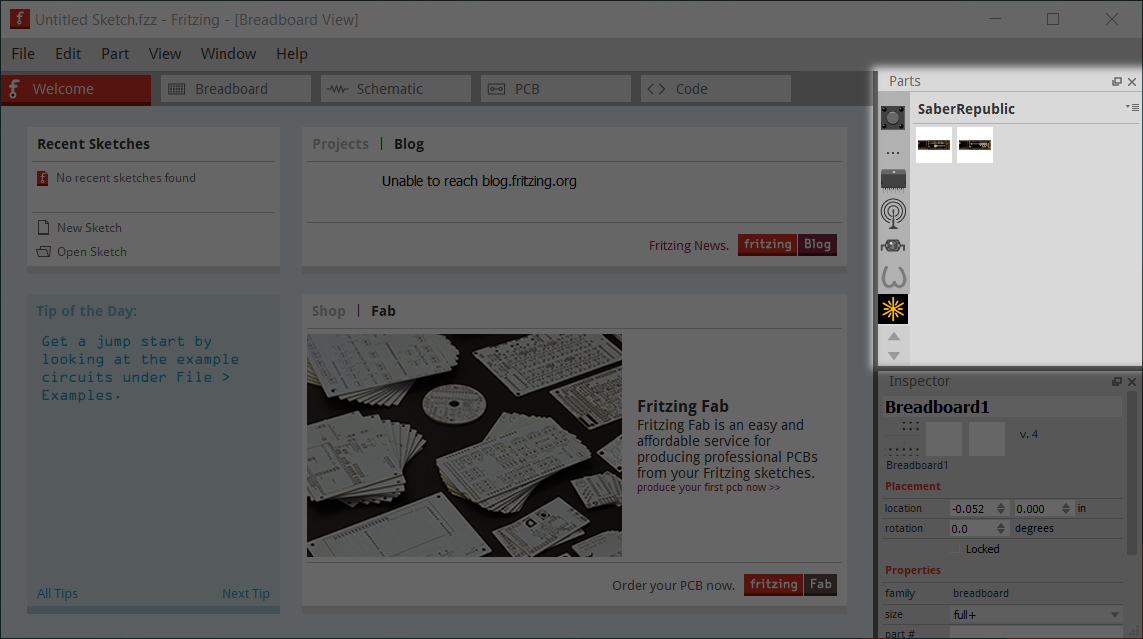 Untitled Sketch.fzz - Fritzing - [Breadboard View]
File Edit Part View Window Help
Welcome Breadboard Schematic PCB Code
Parts
SaberRepublic
Recent Sketches
No recent sketches found
New Sketch
Open Sketch
Projects | Blog
Unable to reach blog.fritzing.org
Fritzing News. fritzing Blog
Tip of the Day:
Get a jump start by
looking at the example
circuits under File >
Examples.
All Tips Next Tip
Shop | Fab
Fritzing Fab
Fritzing Fab is an easy and
affordable service for
producing professional PCBs
from your Fritzing sketches.
produce your first pcb now >>
Order your PCB now. fritzing Fab
Inspector
Breadboard1
v. 4
Breadboard1
Placement
location -0.052 0.000 in
rotation 0.0 degrees
Locked
Properties
family breadboard
size full+
part #